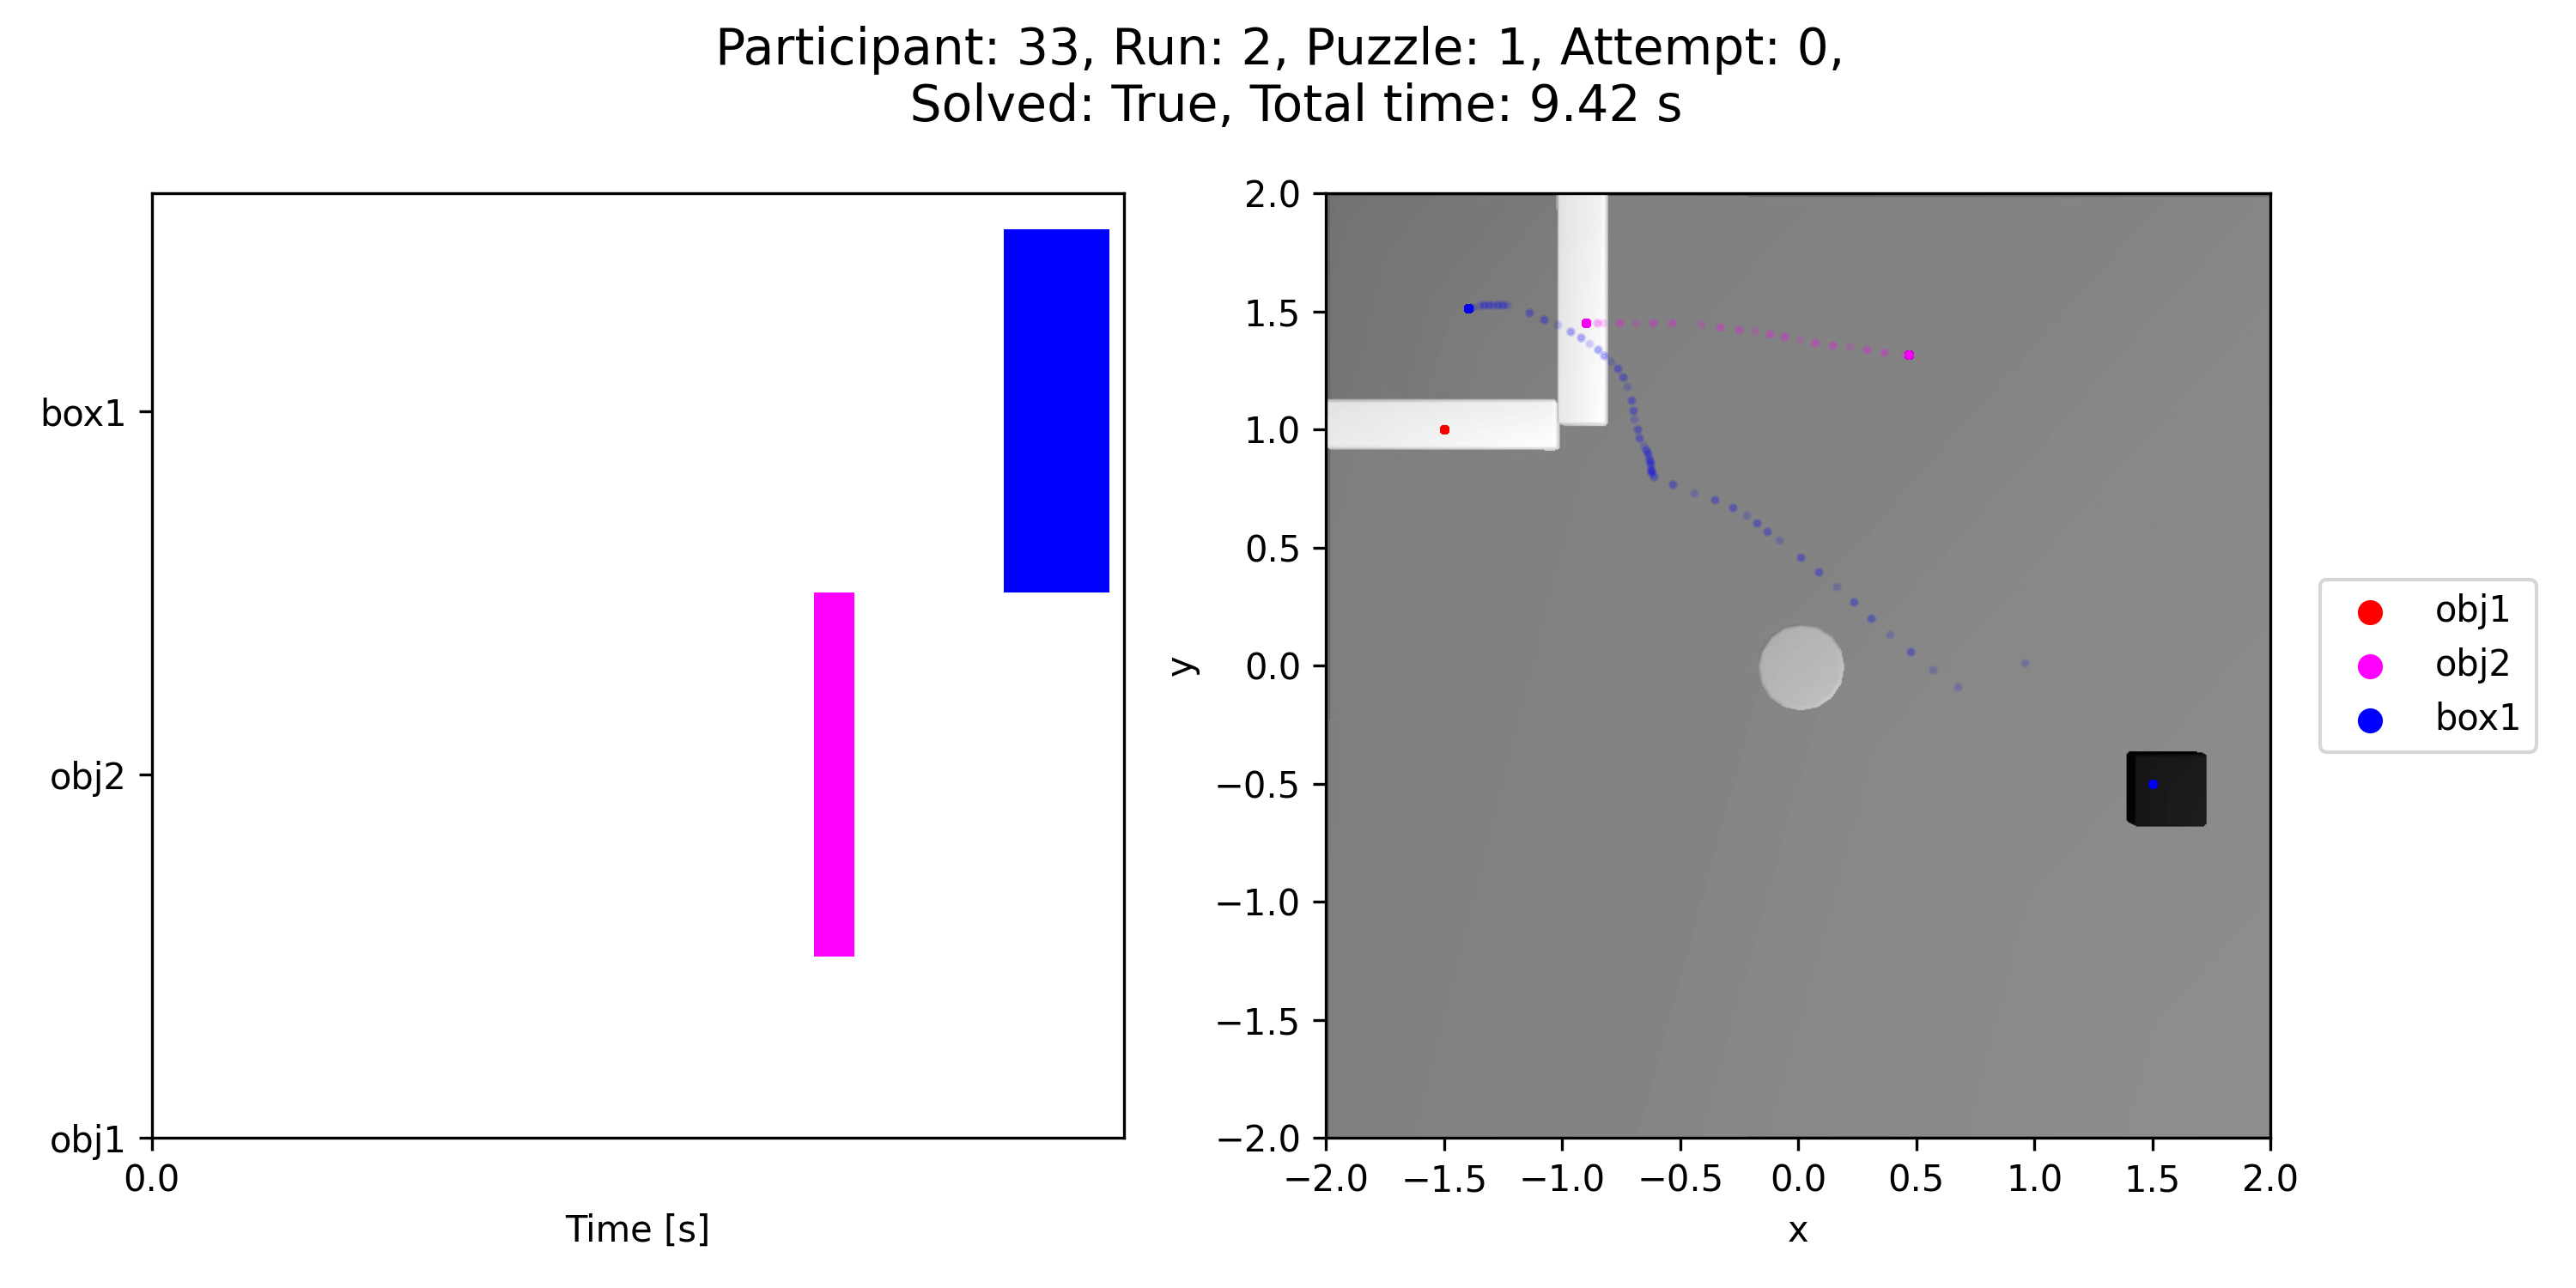 Participant: 33, Run: 2, Puzzle: 1, Attempt: 0,
Solved: True, Total time: 9.42 s
box1
obj2
obj1
0.0
Time [s]
2.0
1.5
1.0
0.5
0.0
−0.5
−1.0
−1.5
−2.0
y
−2.0 −1.5 −1.0 −0.5 0.0 0.5 1.0 1.5 2.0
x
obj1
obj2
box1